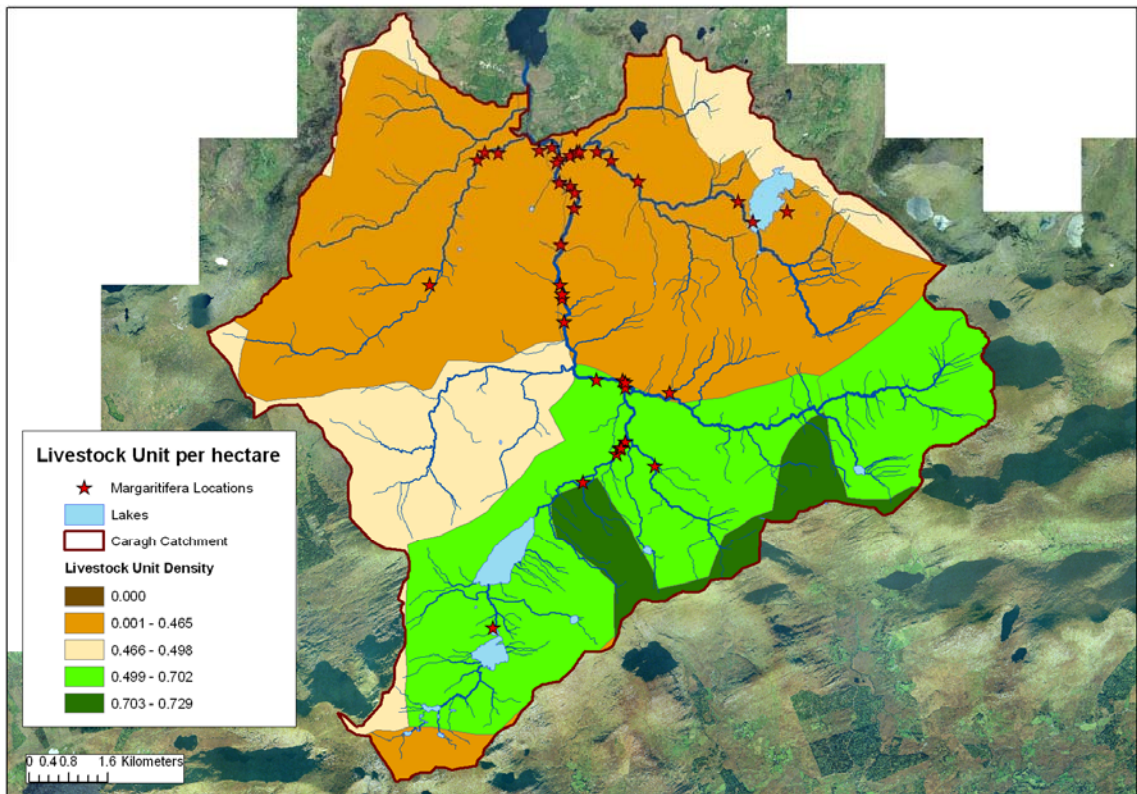 Livestock Unit per hectare
Margaritifera Locations
Lakes
Caragh Catchment
Livestock Unit Density
0.000
0.001 - 0.465
0.466 - 0.498
0.499 - 0.702
0.703 - 0.729
0 0.4 0.8 1.6 Kilometers